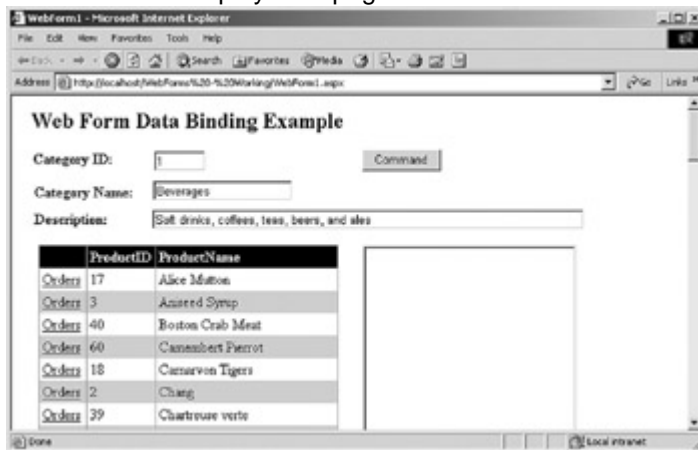 WebForm1 - Microsoft Internet Explorer
File Edit View Favorites Tools Help
Back Search Favorites Media
Address http://localhost/WebForms%20-%20Working/WebForm1.aspx Go Links
Web Form Data Binding Example
Category ID: 1 Command
Category Name: Beverages
Description: Soft drinks, coffees, teas, beers, and ales
ProductID ProductName
Orders 17 Alice Mutton
Orders 3 Aniseed Syrup
Orders 40 Boston Crab Meat
Orders 60 Camembert Pierrot
Orders 18 Carnarvon Tigers
Orders 2 Chang
Orders 39 Chartreuse verte
Done Local intranet